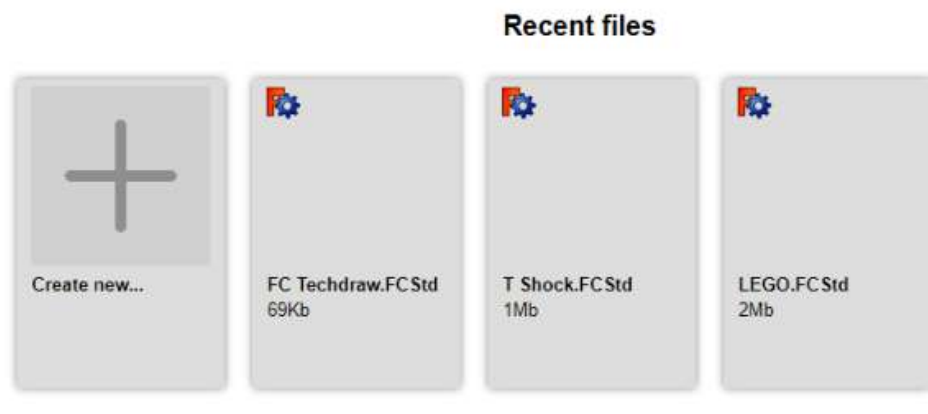 Recent files
Create new...
FC Techdraw.FCStd
69Kb
T Shock.FCStd
1Mb
LEGO.FCStd
2Mb